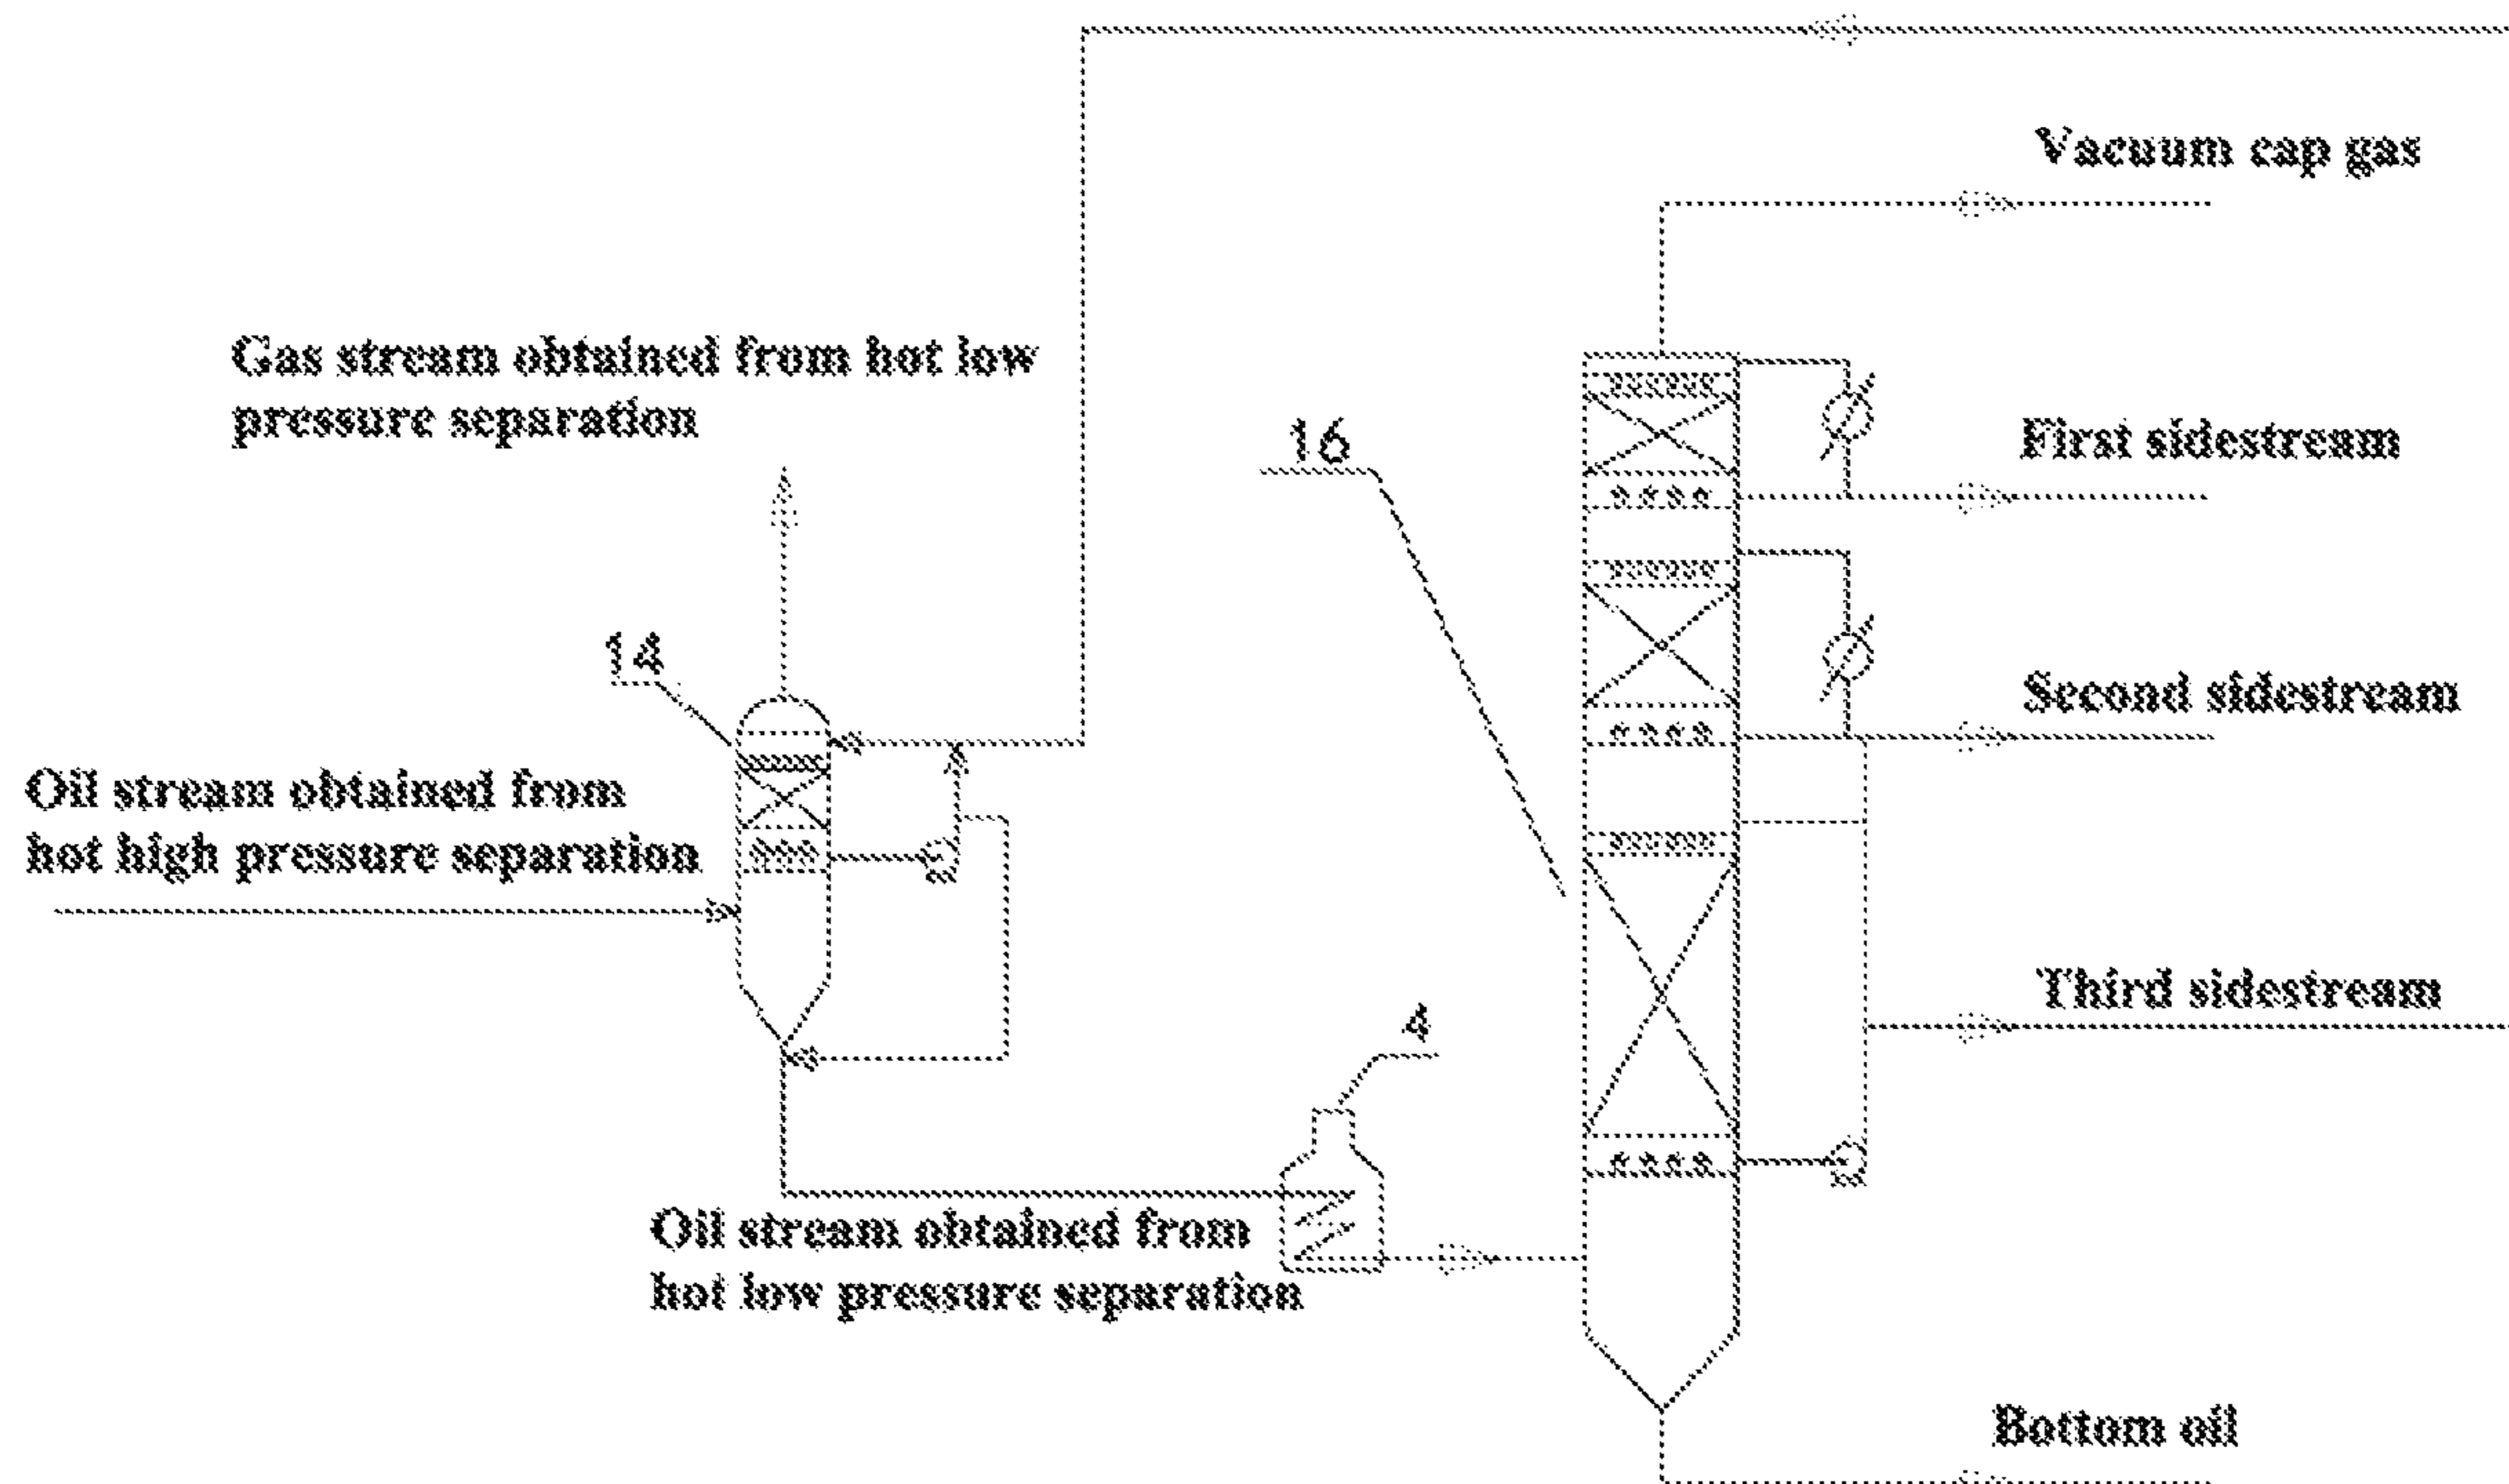 Vacuum cap gas
Gas stream obtained from hot low
pressure separation
16
First sidestream
14
Second sidestream
Oil stream obtained from
hot high pressure separation
Third sidestream
4
Oil stream obtained from
hot low pressure separation
Bottom oil